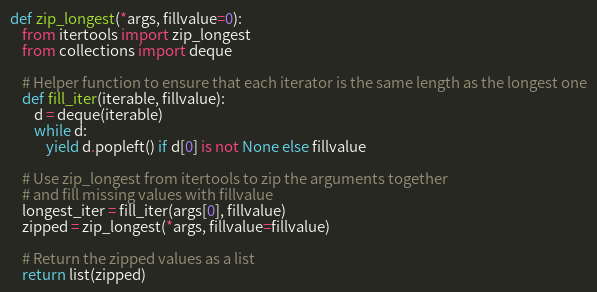 def zip_longest(*args, fillvalue=0):
from itertools import zip_longest
from collections import deque
# Helper function to ensure that each iterator is the same length as the longest one
def fill_iter(iterable, fillvalue):
d = deque(iterable)
while d:
yield d.popleft() if d[0] is not None else fillvalue
# Use zip_longest from itertools to zip the arguments together
# and fill missing values with fillvalue
longest_iter = fill_iter(args[0], fillvalue)
zipped = zip_longest(*args, fillvalue=fillvalue)
# Return the zipped values as a list
return list(zipped)